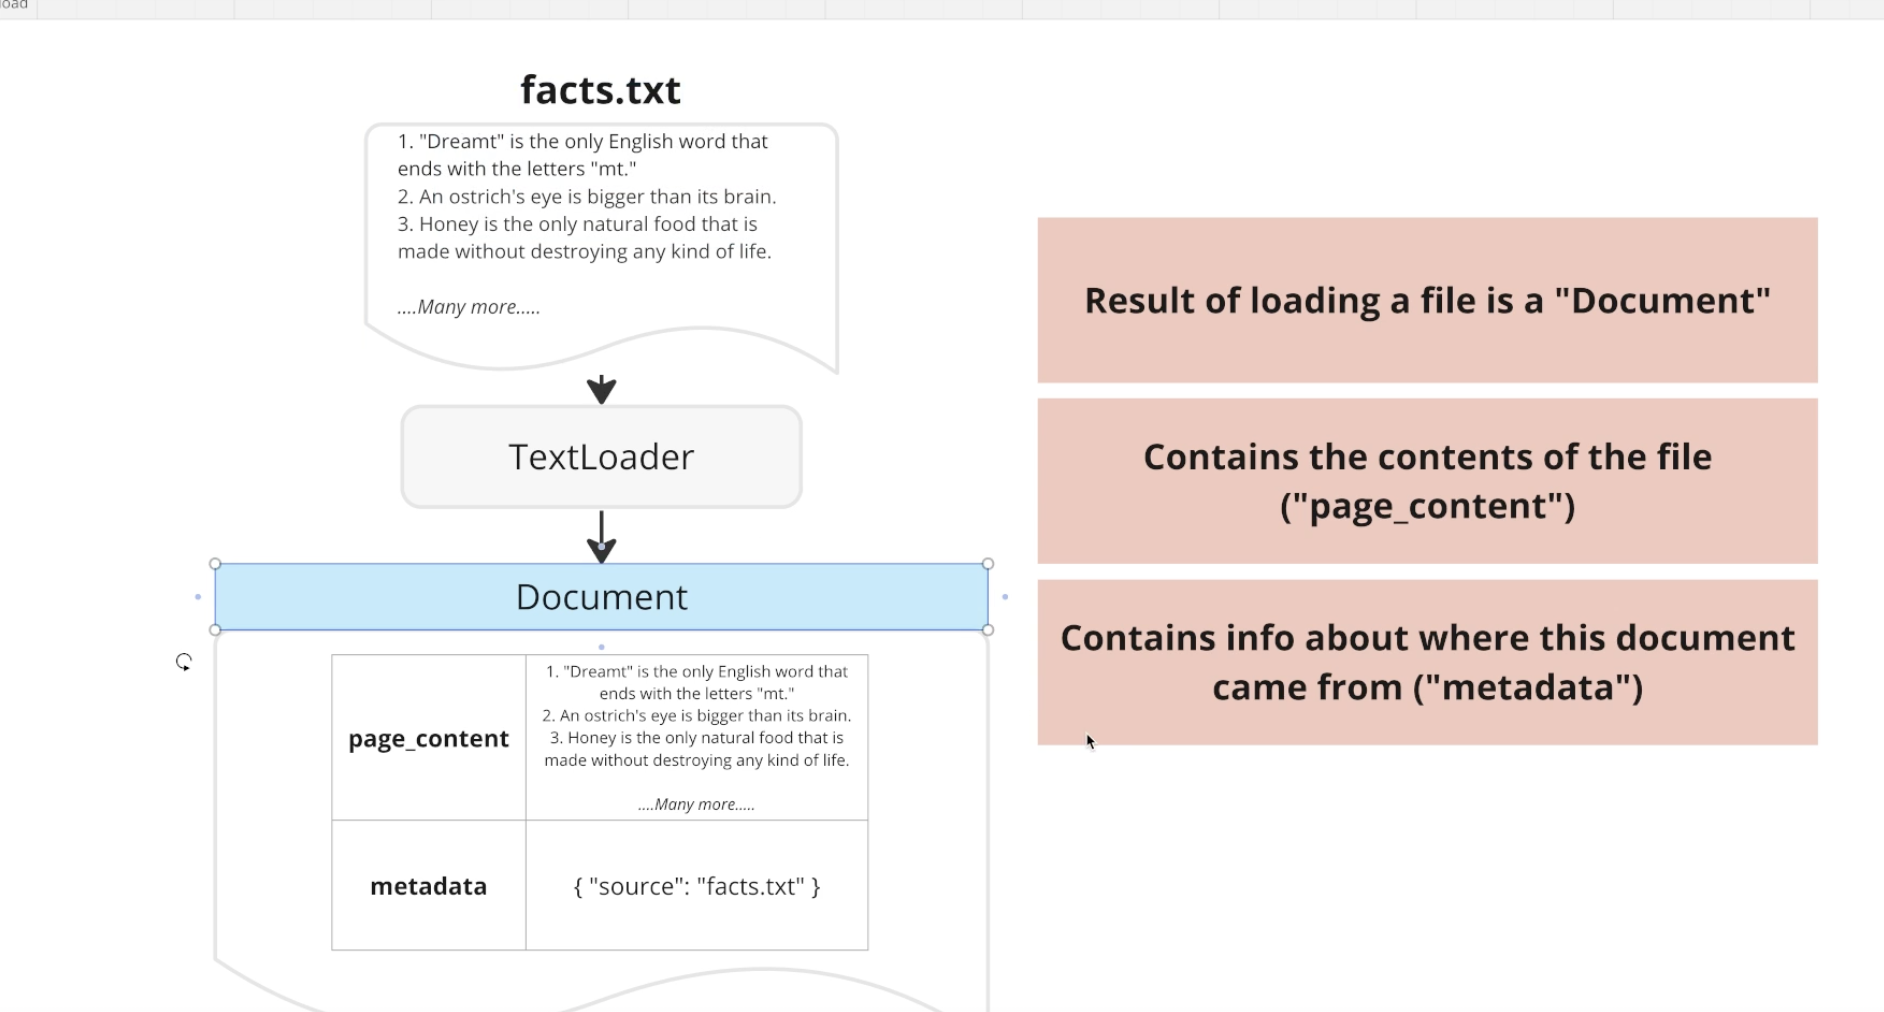 facts.txt
1. "Dreamt" is the only English word that
ends with the letters "mt."
2. An ostrich's eye is bigger than its brain.
3. Honey is the only natural food that is
made without destroying any kind of life.
....Many more.....
TextLoader
Document
page_content
1. "Dreamt" is the only English word that
ends with the letters "mt."
2. An ostrich's eye is bigger than its brain.
3. Honey is the only natural food that is
made without destroying any kind of life.
....Many more.....
metadata
{ "source": "facts.txt" }
Result of loading a file is a "Document"
Contains the contents of the file
("page_content")
Contains info about where this document
came from ("metadata")